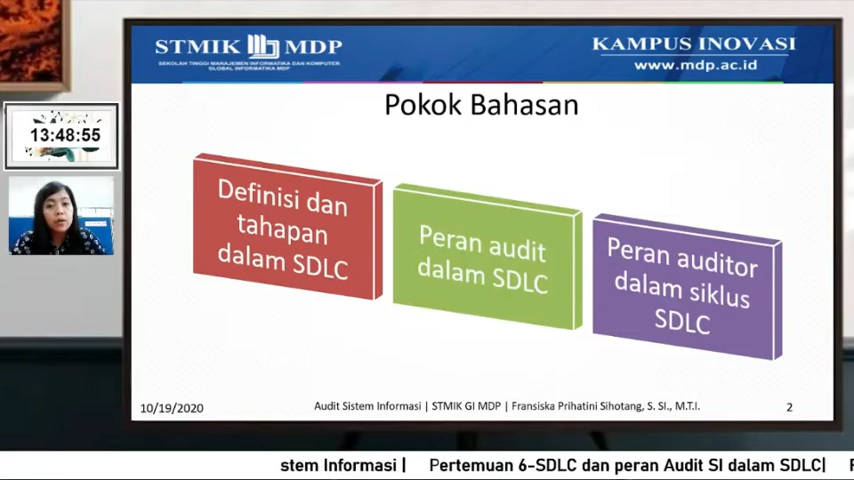 STMIK MDP
SEKOLAH TINGGI MANAJEMEN INFORMATIKA DAN KOMPUTER
GLOBAL INFORMATIKA MDP
KAMPUS INOVASI
www.mdp.ac.id
Pokok Bahasan
13:48:55
Definisi dan
tahapan
dalam SDLC
Peran audit
dalam SDLC
Peran auditor
dalam siklus
SDLC
10/19/2020
Audit Sistem Informasi | STMIK GI MDP | Fransiska Prihatini Sihotang, S. SI., M.T.I.
2
stem Informasi | Pertemuan 6-SDLC dan peran Audit SI dalam SDLC|